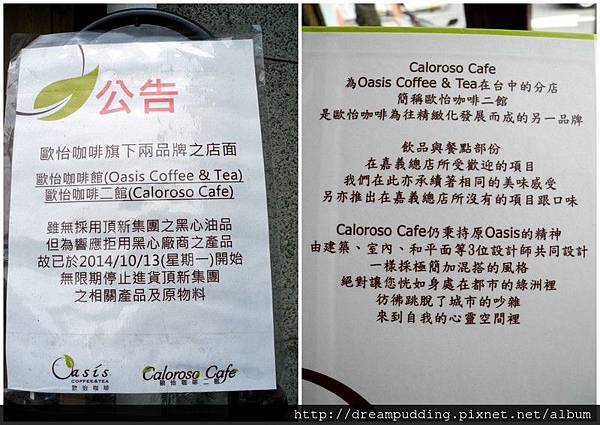 公告
歐怡咖啡旗下兩品牌之店面
歐怡咖啡館(Oasis Coffee & Tea)
歐怡咖啡二館(Caloroso Cafe)
雖無採用頂新集團之黑心油品
但為響應拒用黑心廠商之產品
故已於2014/10/13(星期一)開始
無限期停止進貨頂新集團
之相關產品及原物料
Oasis
COFFEE&TEA
歐怡咖啡
Caloroso Cafe
歐怡咖啡二館
Caloroso Cafe
為Oasis Coffee & Tea在台中的分店
簡稱歐怡咖啡二館
是歐怡咖啡為往精緻化發展而成的另一品牌
飲品與餐點部份
在嘉義總店所受歡迎的項目
我們在此亦承續著相同的美味感受
另亦推出在嘉義總店所沒有的項目跟口味
Caloroso Cafe仍秉持原Oasis的精神
由建築、室內、和平面等3位設計師共同設計
一樣採極簡加混搭的風格
絕對讓您恍如身處在都市的綠洲裡
彷彿跳脫了城市的吵雜
來到自我的心靈空間裡
http://dreampudding.pixnet.net/album